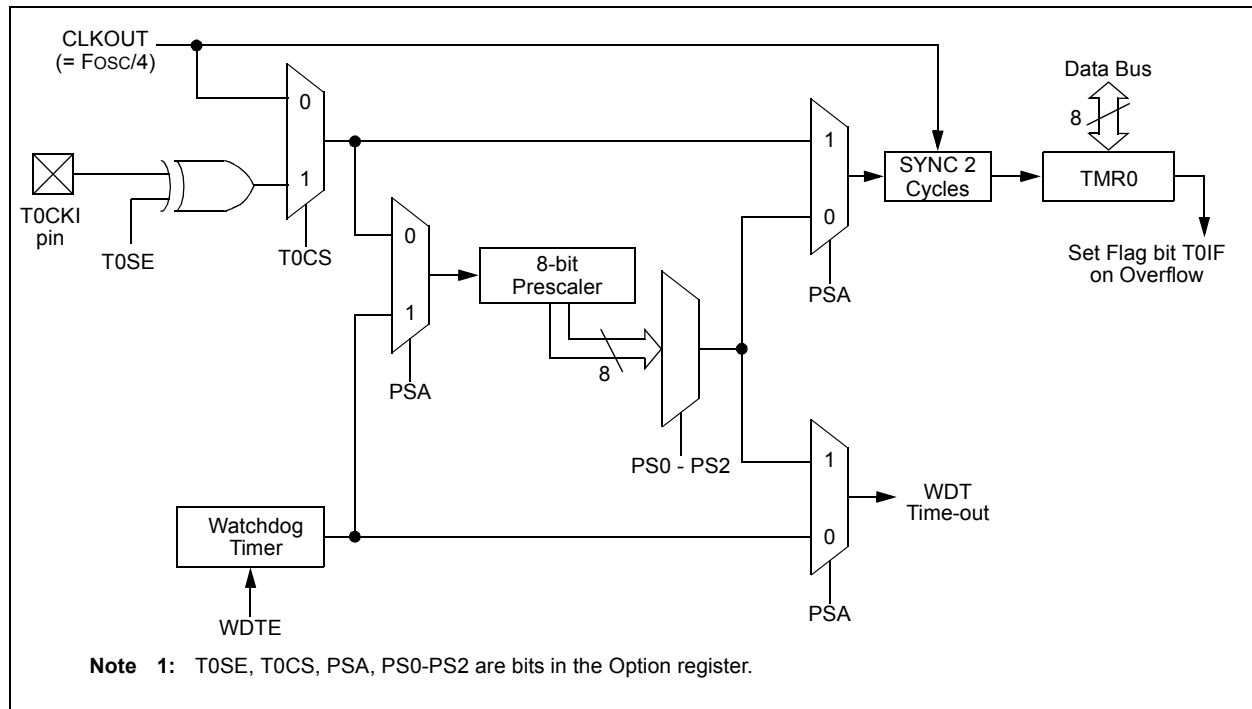 CLKOUT
(= FOSC/4)
0
1
T0CKI
pin
T0SE
T0CS
0
1
PSA
8-bit
Prescaler
8
PS0 - PS2
1
0
PSA
SYNC 2
Cycles
Data Bus
8
TMR0
Set Flag bit T0IF
on Overflow
1
0
PSA
WDT
Time-out
Watchdog
Timer
WDTE
Note 1: T0SE, T0CS, PSA, PS0-PS2 are bits in the Option register.